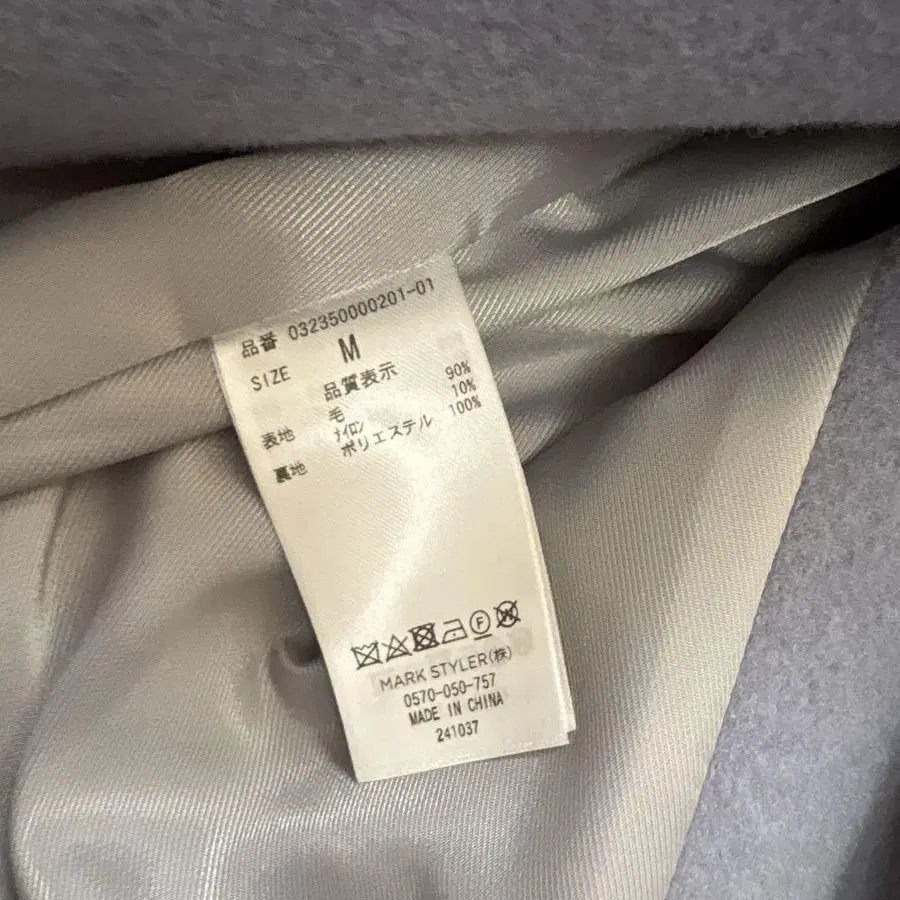 品番 032350000201-01
SIZE M
品質表示
表地 毛 90%
ナイロン 10%
裏地 ポリエステル 100%
F
MARK STYLER(株)
0570-050-757
MADE IN CHINA
241037